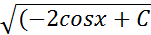 √(−2cosx + C